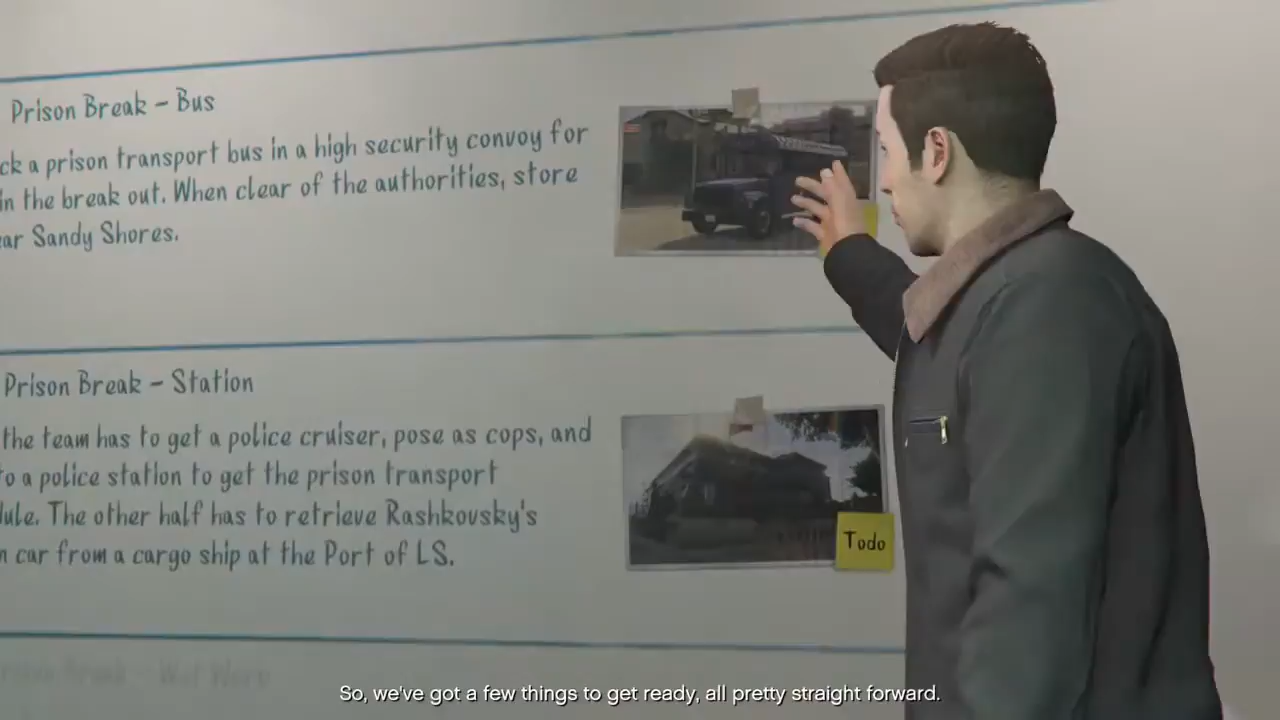 Prison Break - Bus
ck a prison transport bus in a high security convoy for
in the break out. When clear of the authorities, store
ar Sandy Shores.
Prison Break - Station
the team has to get a police cruiser, pose as cops, and
to a police station to get the prison transport
dule. The other half has to retrieve Rashkovsky's
n car from a cargo ship at the Port of LS.
Todo
So, we've got a few things to get ready, all pretty straight forward.